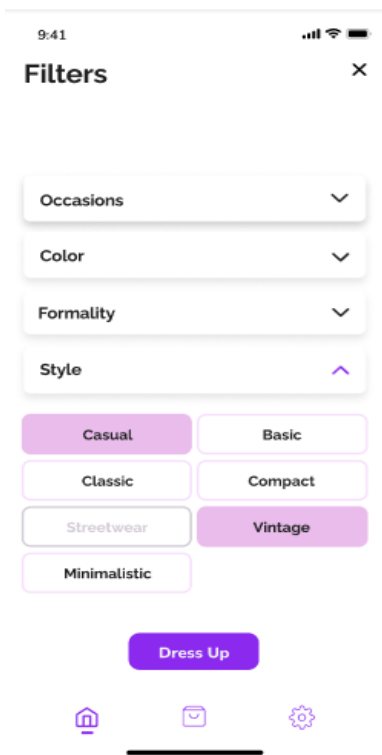 9:41
Filters
Occasions
Color
Formality
Style
Casual
Basic
Classic
Compact
Streetwear
Vintage
Minimalistic
Dress Up